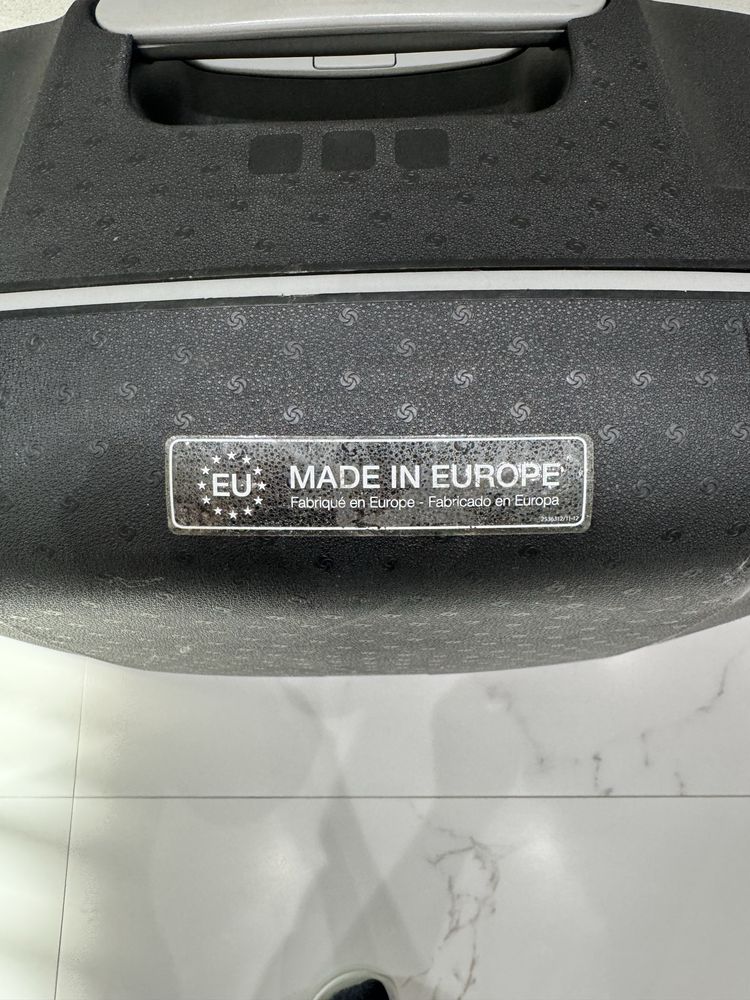 EU MADE IN EUROPE
Fabriqué en Europe - Fabricado en Europa